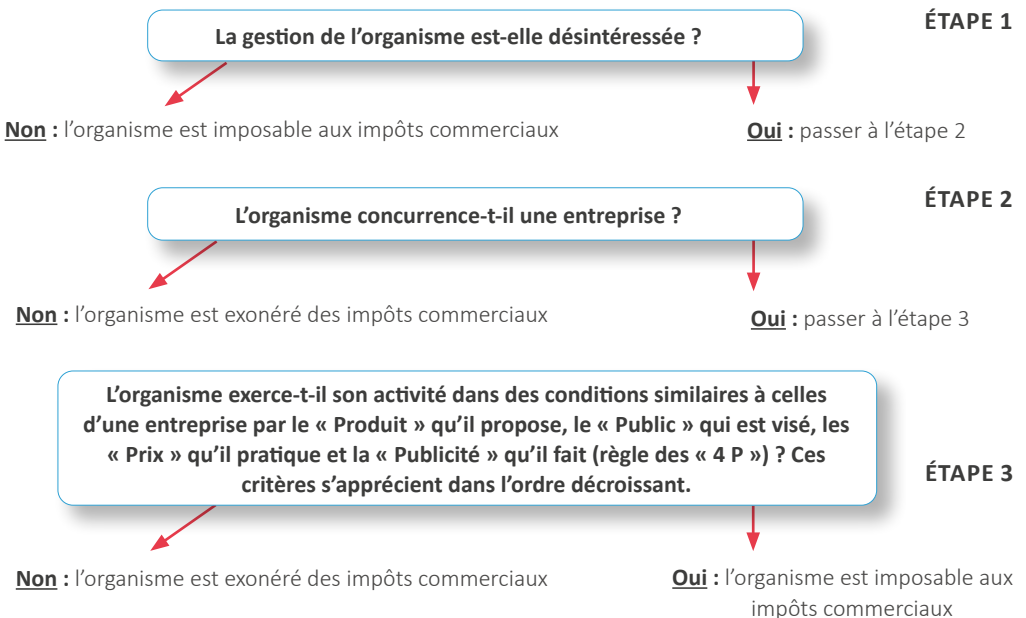 ÉTAPE 1
La gestion de l’organisme est-elle désintéressée ?
Non : l’organisme est imposable aux impôts commerciaux
Oui : passer à l’étape 2
ÉTAPE 2
L’organisme concurrence-t-il une entreprise ?
Non : l’organisme est exonéré des impôts commerciaux
Oui : passer à l’étape 3
L’organisme exerce-t-il son activité dans des conditions similaires à celles
d’une entreprise par le « Produit » qu’il propose, le « Public » qui est visé, les
« Prix » qu’il pratique et la « Publicité » qu’il fait (règle des « 4 P ») ? Ces
critères s’apprécient dans l’ordre décroissant.
ÉTAPE 3
Non : l’organisme est exonéré des impôts commerciaux
Oui : l’organisme est imposable aux
impôts commerciaux